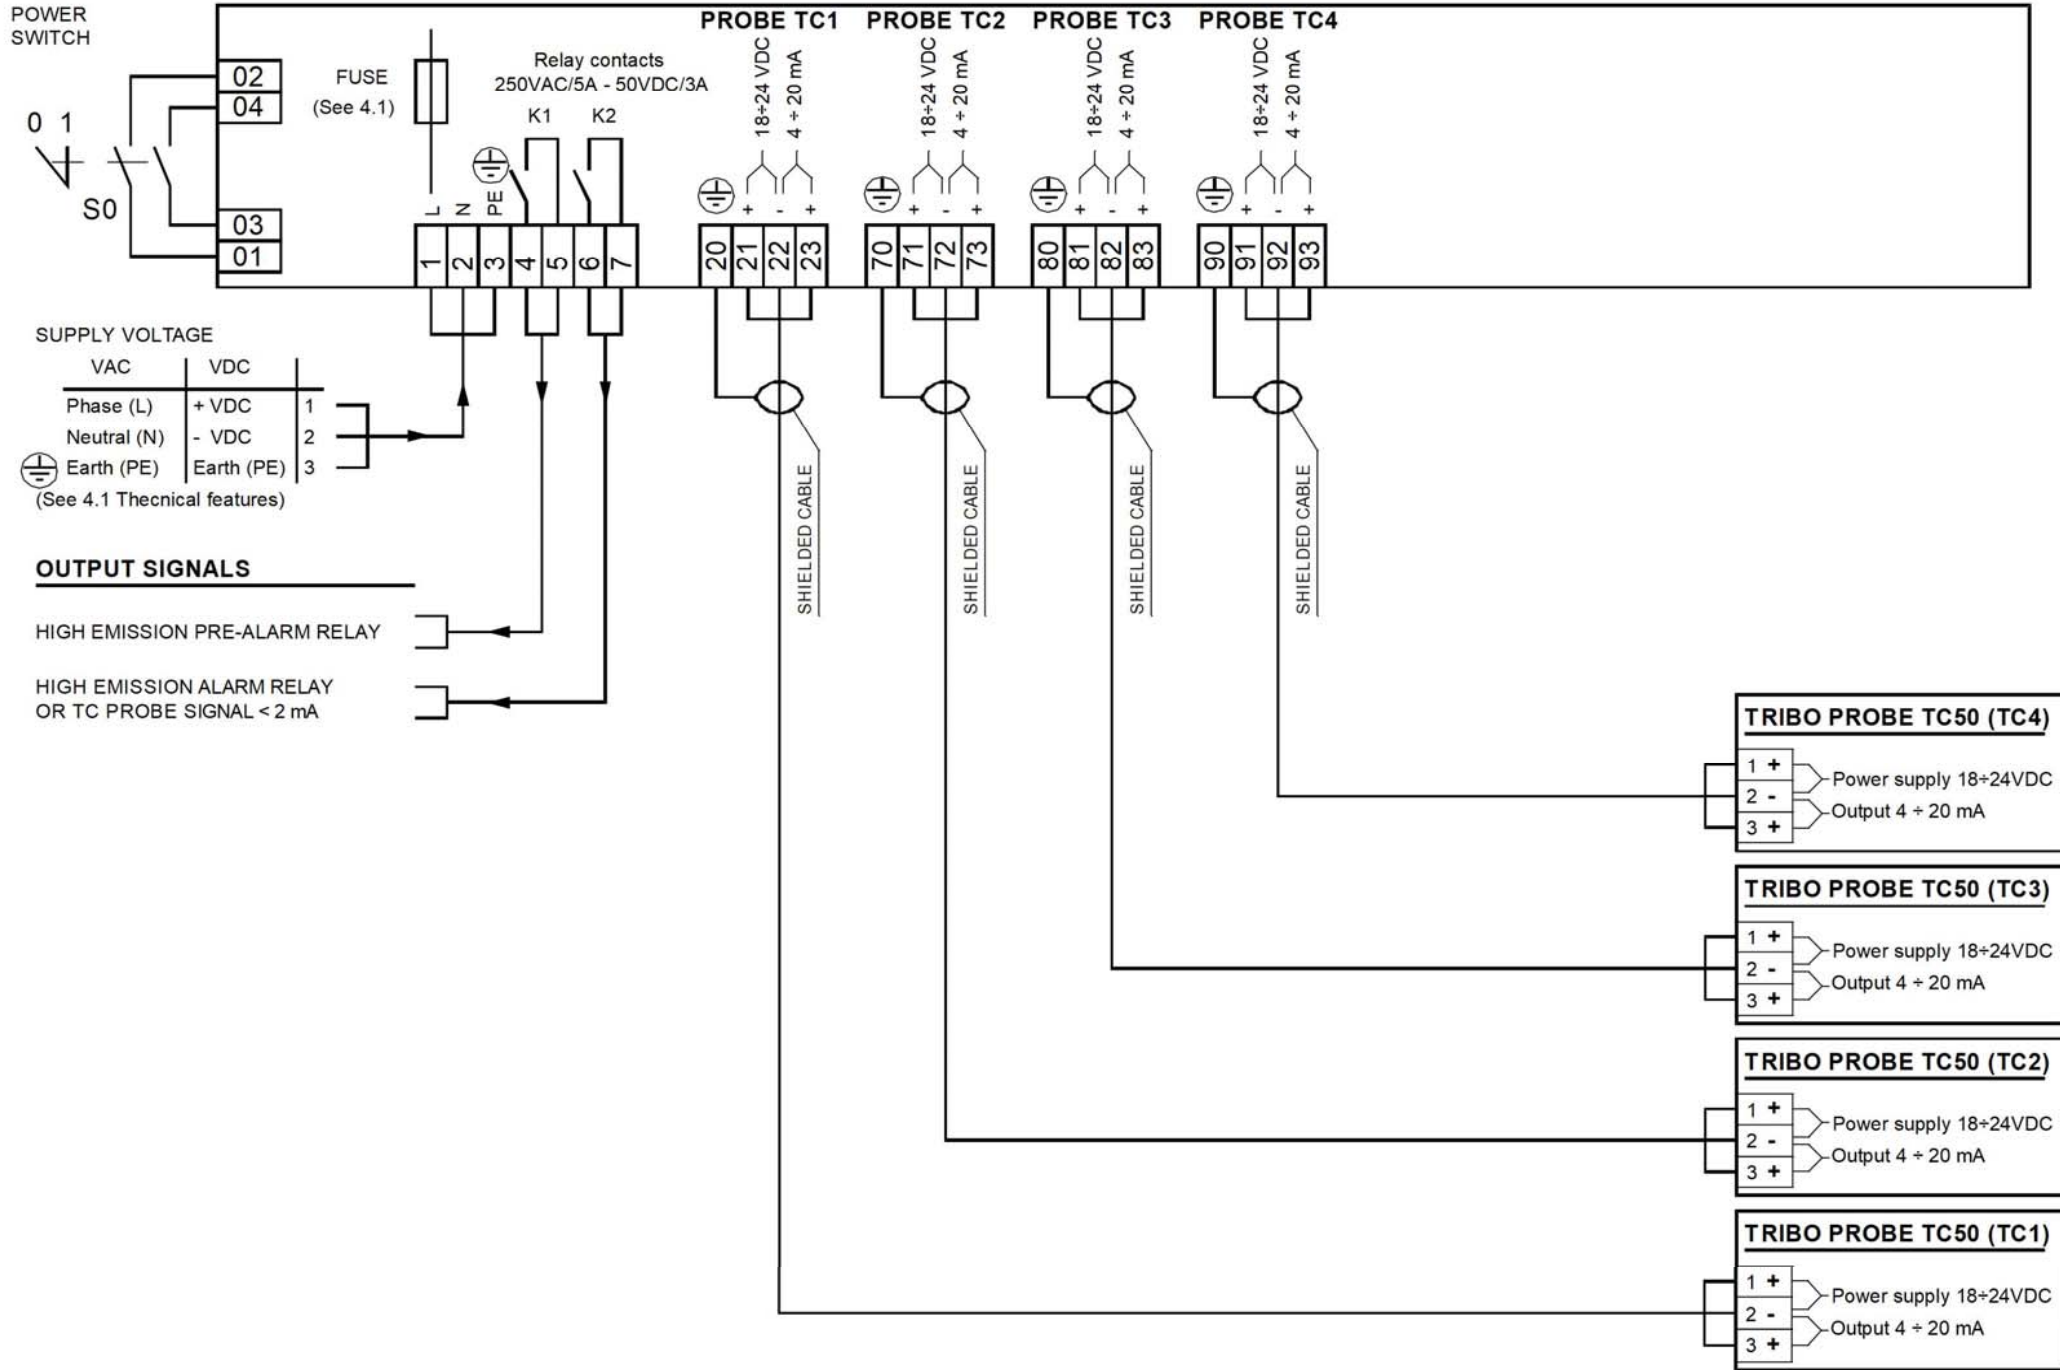 POWER
SWITCH
0 1
S0
02
04
03
01
FUSE
(See 4.1)
Relay contacts
250VAC/5A - 50VDC/3A
K1 K2
L N PE
1 2 3 4 5 6 7
PROBE TC1
18÷24 VDC
4 ÷ 20 mA
+ - +
20 21 22 23
PROBE TC2
18÷24 VDC
4 ÷ 20 mA
+ - +
70 71 72 73
PROBE TC3
18÷24 VDC
4 ÷ 20 mA
+ - +
80 81 82 83
PROBE TC4
18÷24 VDC
4 ÷ 20 mA
+ - +
90 91 92 93
SUPPLY VOLTAGE
VAC VDC
Phase (L) + VDC 1
Neutral (N) - VDC 2
Earth (PE) Earth (PE) 3
(See 4.1 Thecnical features)
OUTPUT SIGNALS
HIGH EMISSION PRE-ALARM RELAY
HIGH EMISSION ALARM RELAY
OR TC PROBE SIGNAL < 2 mA
SHIELDED CABLE
SHIELDED CABLE
SHIELDED CABLE
SHIELDED CABLE
TRIBO PROBE TC50 (TC4)
1 +
Power supply 18÷24VDC
2 -
Output 4 ÷ 20 mA
3 +
TRIBO PROBE TC50 (TC3)
1 +
Power supply 18÷24VDC
2 -
Output 4 ÷ 20 mA
3 +
TRIBO PROBE TC50 (TC2)
1 +
Power supply 18÷24VDC
2 -
Output 4 ÷ 20 mA
3 +
TRIBO PROBE TC50 (TC1)
1 +
Power supply 18÷24VDC
2 -
Output 4 ÷ 20 mA
3 +